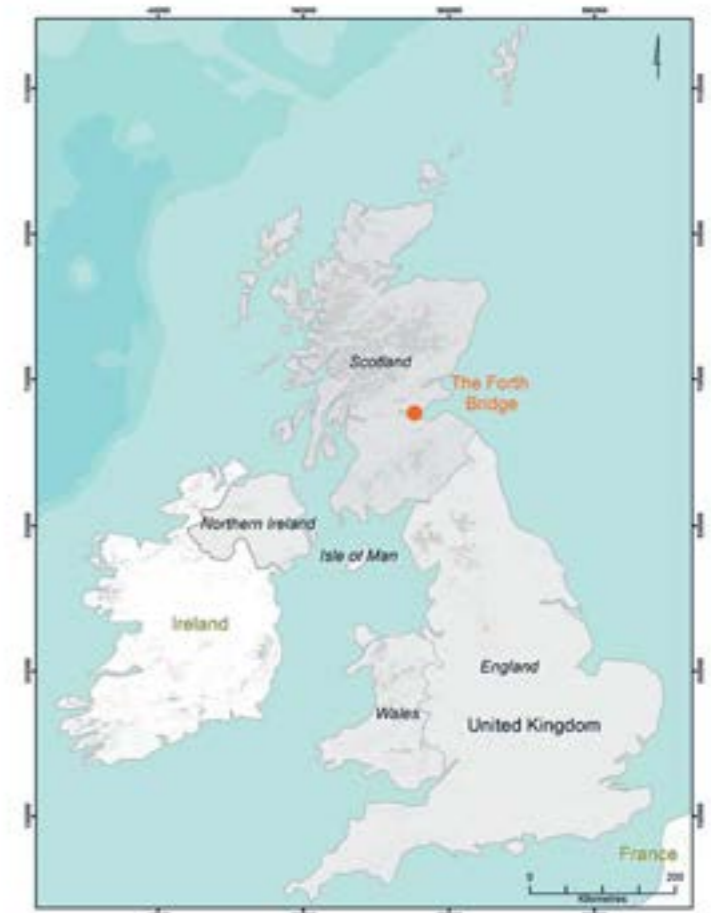 Scotland
The Forth
Bridge
Northern Ireland
Isle of Man
Ireland
England
Wales
United Kingdom
France
0 200
Kilometres